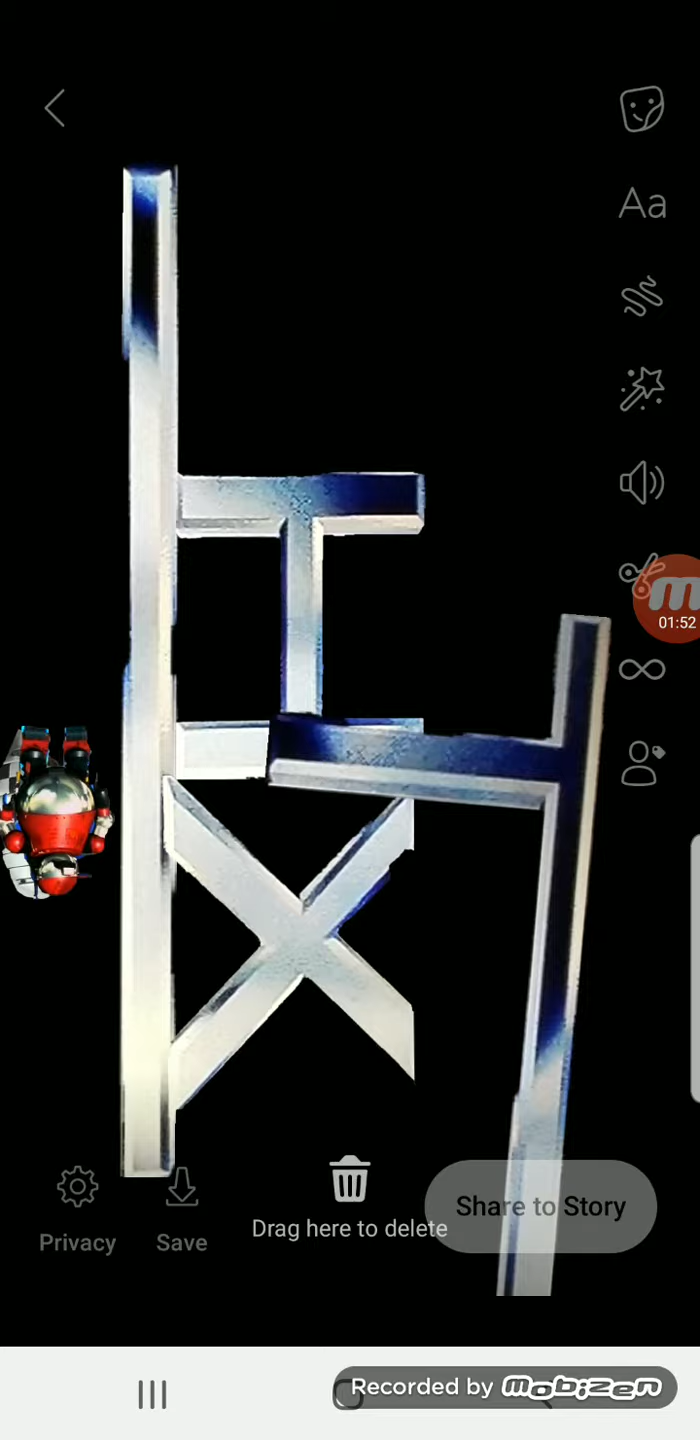 Aa
01:52
Drag here to delete
Share to Story
Privacy
Save
Recorded by mobizen